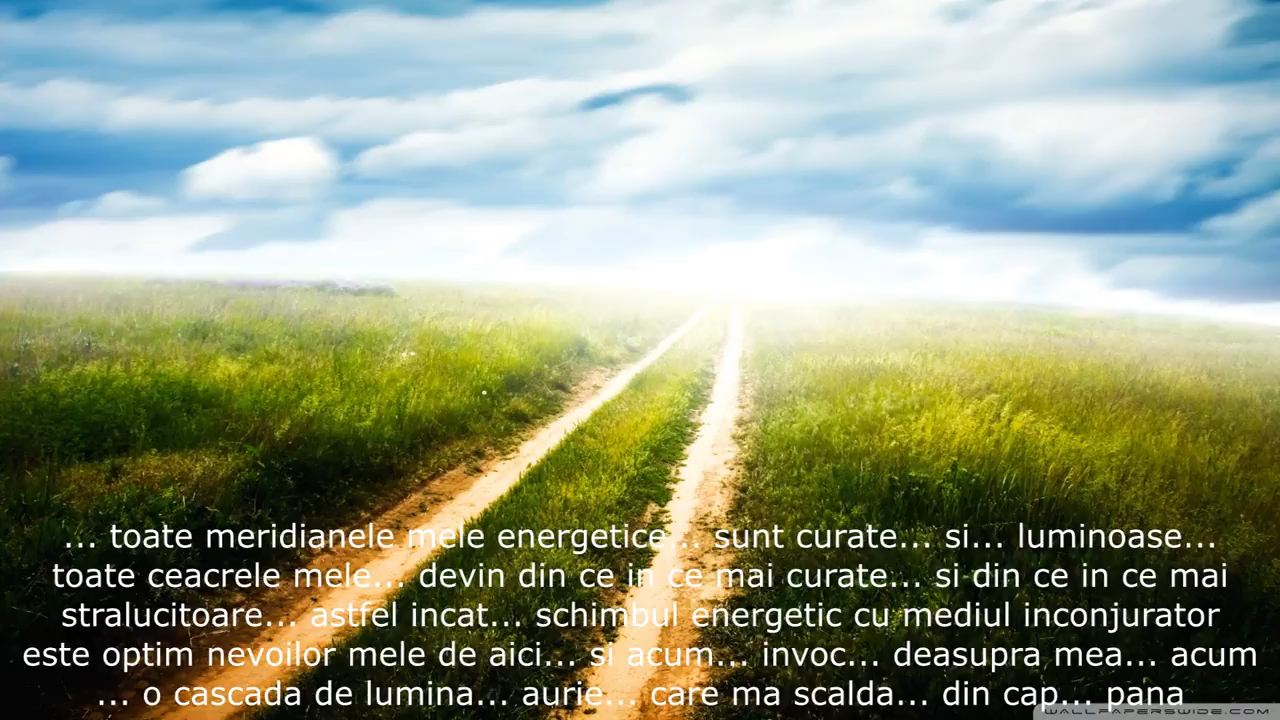 ... toate meridianele mele energetice... sunt curate... si... luminoase...
toate ceacrele mele... devin din ce in ce mai curate... si din ce in ce mai
stralucitoare... astfel incat... schimbul energetic cu mediul inconjurator
este optim nevoilor mele de aici... si acum... invoc... deasupra mea... acum
... o cascada de lumina... aurie... care ma scalda... din cap... pana
WALLPAPERSWIDE.COM